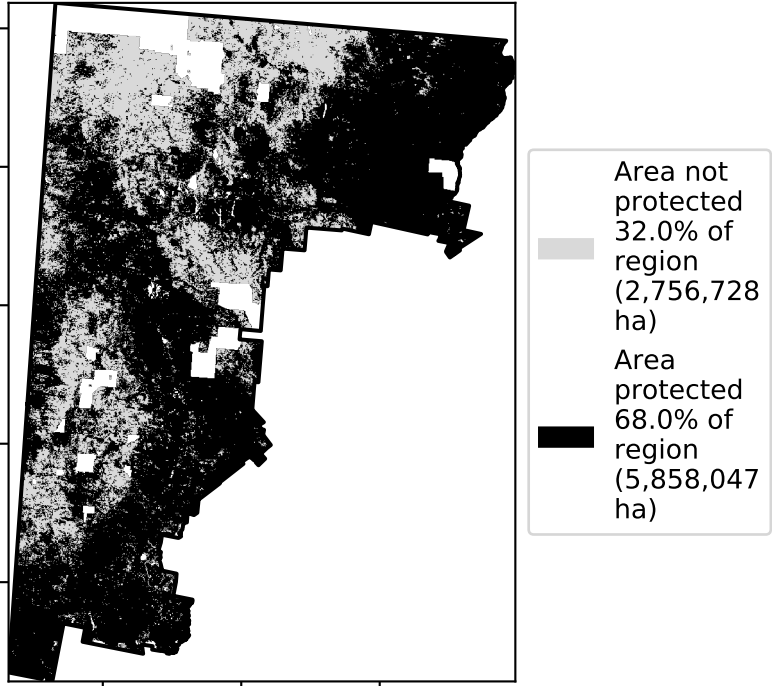 Area not
protected
32.0% of
region
(2,756,728
ha)
Area
protected
68.0% of
region
(5,858,047
ha)